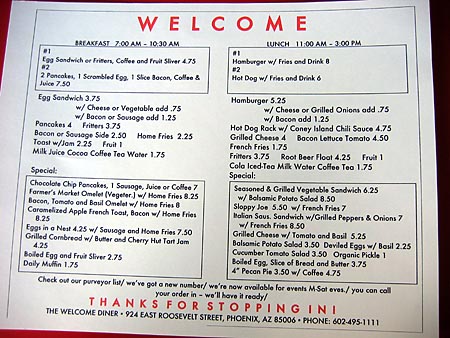 WELCOME
BREAKFAST 7:00 AM - 10:30 AM
#1
Egg Sandwich or Fritters, Coffee and Fruit Sliver 4.75
#2
2 Pancakes, 1 Scrambled Egg, 1 Slice Bacon, Coffee &
Juice 7.50
Egg Sandwich 3.75
w/ Cheese or Vegetable add .75
w/ Bacon or Sausage add 1.25
Pancakes 4 Fritters 3.75
Bacon or Sausage Side 2.50 Home Fries 2.25
Toast w/Jam 2.25 Fruit 1
Milk Juice Cocoa Coffee Tea Water 1.75
Special:
Chocolate Chip Pancakes, 1 Sausage, Juice or Coffee 7
Farmer's Market Omelet (Vegeter.) w/ Home Fries 8.25
Bacon, Tomato and Basil Omelet w/ Home Fries 8.25
Caramelized Apple French Toast, Bacon w/ Home Fries
8.25
Eggs in a Nest 4.25 w/ Sausage and Home Fries 7.50
Grilled Cornbread w/ Butter and Cherry Hut Tart Jam
4.25
Boiled Egg and Fruit Sliver 2.75
Daily Muffin 1.75
LUNCH 11:00 AM - 3:00 PM
#1
Hamburger w/ Fries and Drink 8
#2
Hot Dog w/ Fries and Drink 6
Hamburger 5.25
w/ Cheese or Grilled Onions add .75
w/ Bacon add 1.25
Hot Dog Rack w/ Coney Island Chili Sauce 4.75
Grilled Cheese 4 Bacon Lettuce Tomato 4.50
French Fries 1.75
Fritters 3.75 Root Beer Float 4.25 Fruit 1
Cola Iced-Tea Milk Water Coffee Tea 1.75
Special:
Seasoned & Grilled Vegetable Sandwich 6.25
w/ Balsamic Potato Salad 8.50
Sloppy Joe 5.50 w/ French Fries 7
Italian Saus. Sandwich w/Grilled Peppers & Onions 7
w/ French Fries 8.50
Grilled Cheese w/ Tomato and Basil 5.25
Balsamic Potato Salad 3.50 Deviled Eggs w/ Basil 2.25
Cucumber Tomato Salad 3.50 Organic Pickle 1
Boiled Egg, Slice of Bread and Butter 3.75
4" Pecan Pie 3.50 w/ Coffee 4.75
Check out our purveyor list/ we've got a new number/ we're now available for events M-Sat eves./ you can call
your order in – we'll have it ready/
THANKS FOR STOPPING IN!
THE WELCOME DINER • 924 EAST ROOSEVELT STREET, PHOENIX, AZ 85006 • PHONE: 602-495-1111